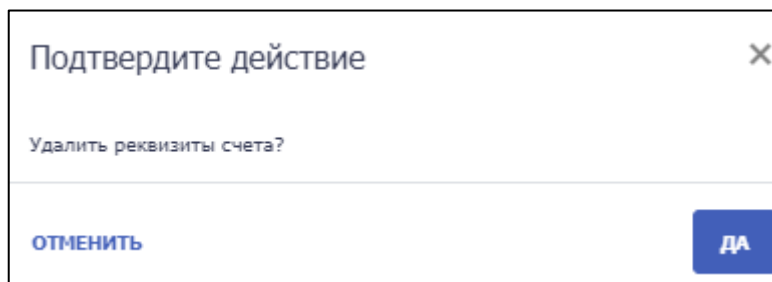 Подтвердите действие
Удалить реквизиты счета?
ОТМЕНИТЬ
ДА